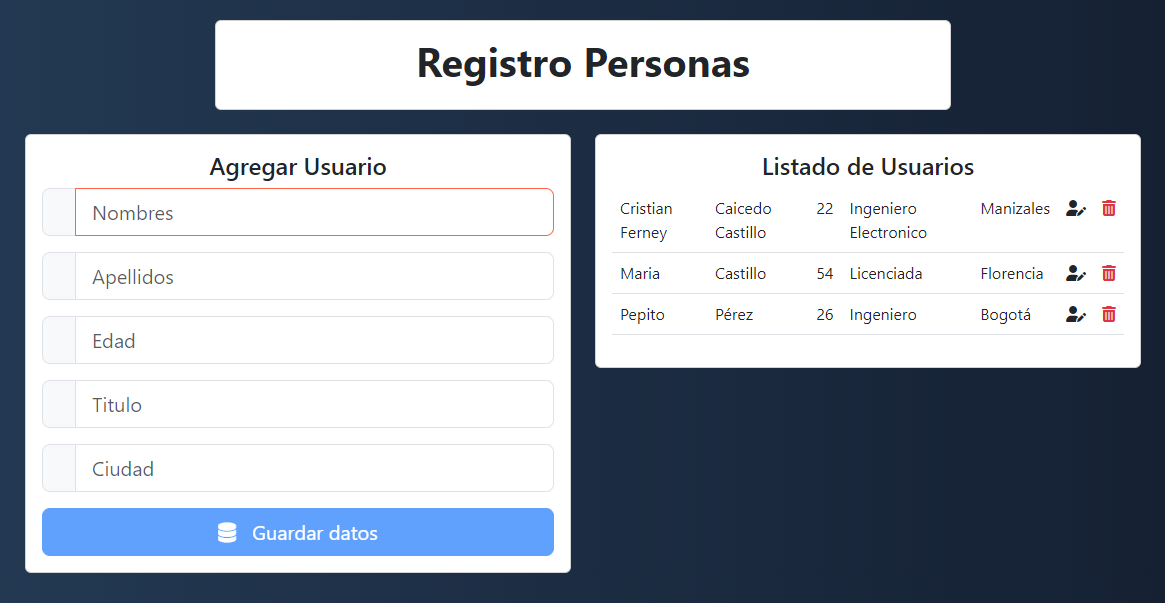 Registro Personas
Agregar Usuario
Nombres
Apellidos
Edad
Titulo
Ciudad
Guardar datos
Listado de Usuarios
Cristian Ferney Caicedo Castillo 22 Ingeniero Electronico Manizales
Maria Castillo 54 Licenciada Florencia
Pepito Pérez 26 Ingeniero Bogotá